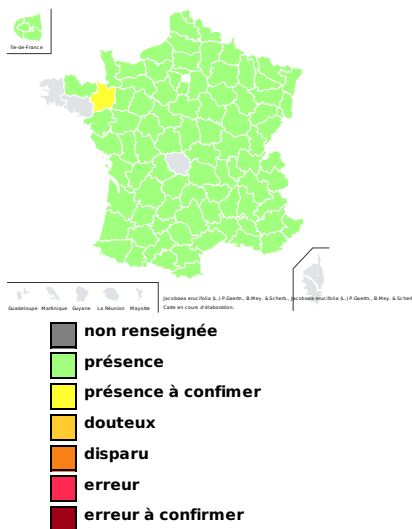 Île-de-France
Guadeloupe Martinique Guyane La Réunion Mayotte
Jacobaea erucifolia (L.) P.Gaertn., B.Mey. & Scherb., Jacobaea erucifolia (L.) P.Gaertn., B.Mey. & Scherb
Carte en cours d'élaboration.
non renseignée
présence
présence à confimer
douteux
disparu
erreur
erreur à confirmer